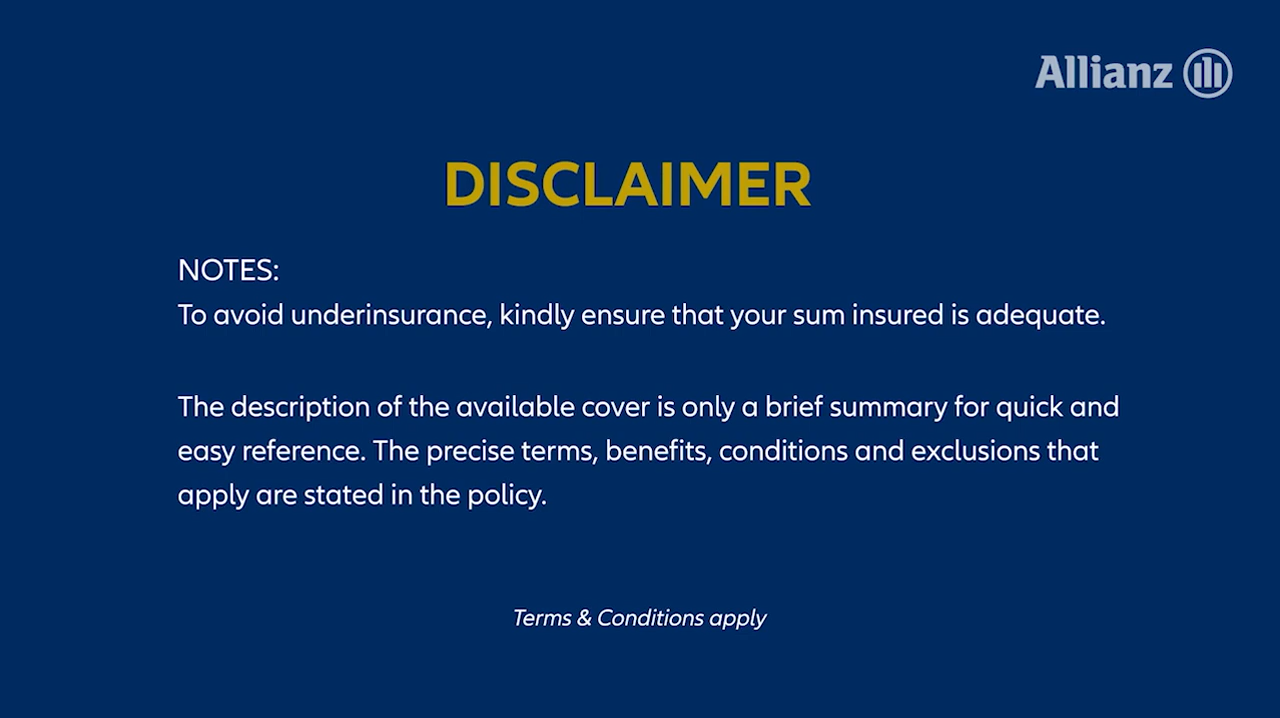 Allianz
DISCLAIMER
NOTES:
To avoid underinsurance, kindly ensure that your sum insured is adequate.
The description of the available cover is only a brief summary for quick and
easy reference. The precise terms, benefits, conditions and exclusions that
apply are stated in the policy.
Terms & Conditions apply